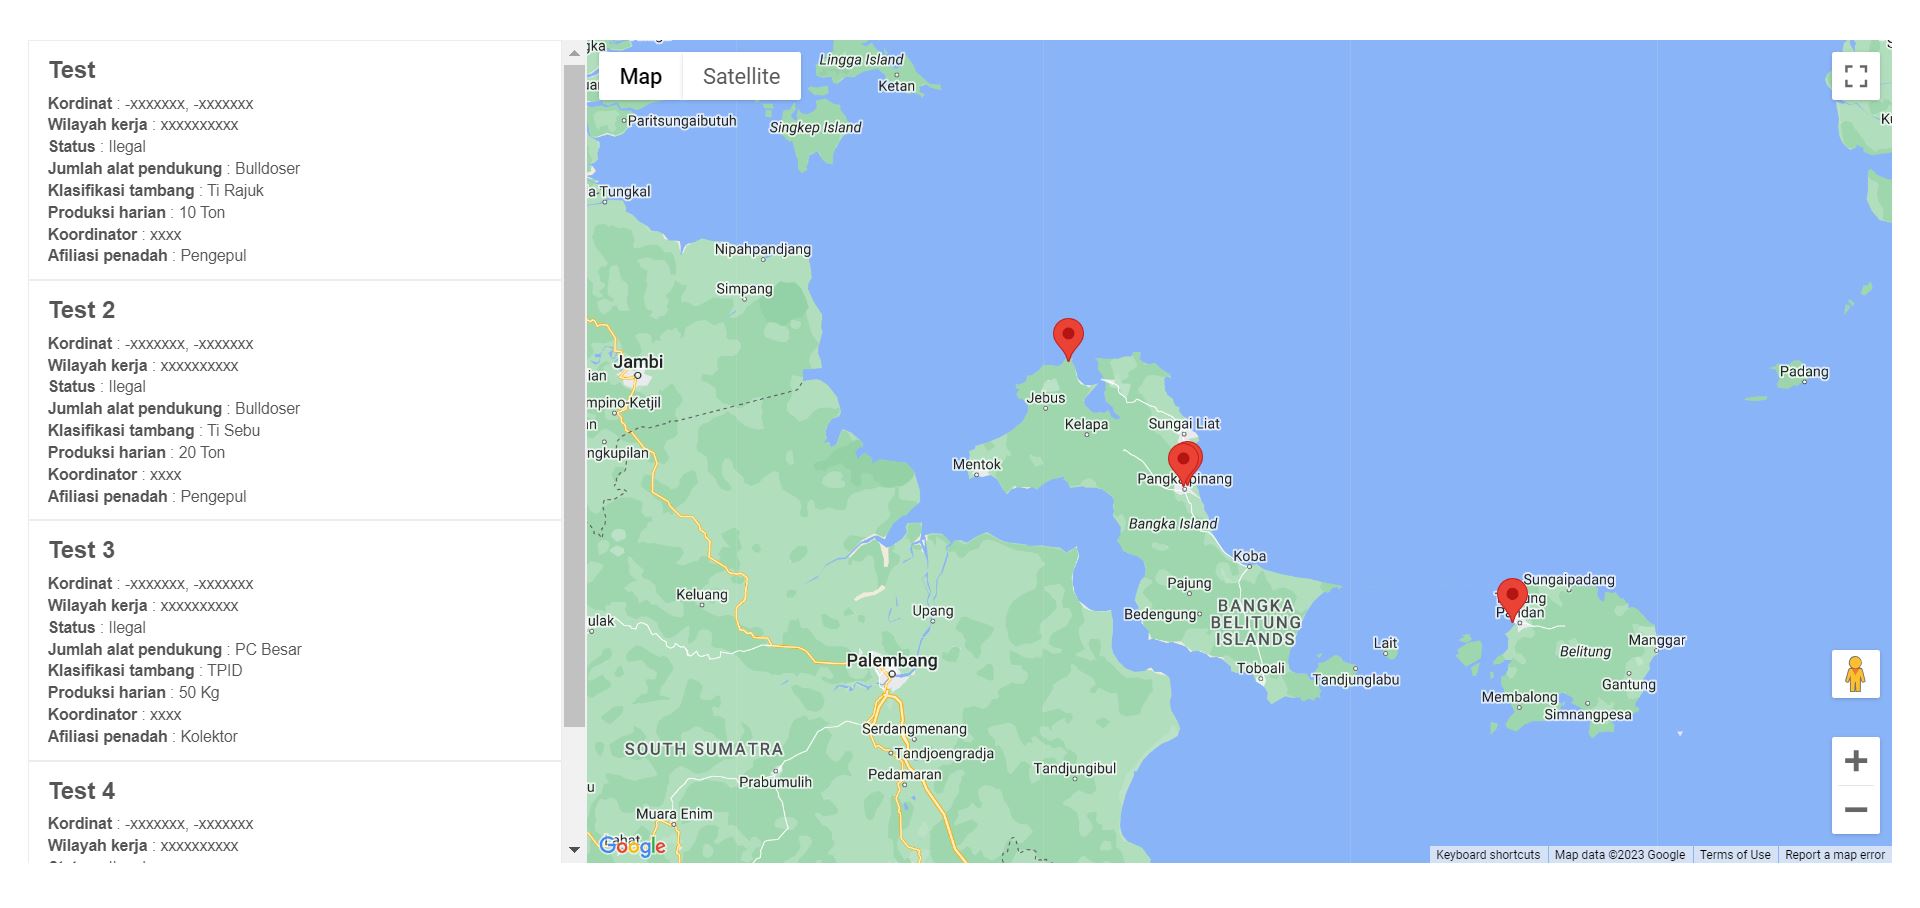 Test
Kordinat : -xxxxxxx, -xxxxxxx
Wilayah kerja : xxxxxxxxxx
Status : Ilegal
Jumlah alat pendukung : Bulldoser
Klasifikasi tambang : Ti Rajuk
Produksi harian : 10 Ton
Koordinator : xxxx
Afiliasi penadah : Pengepul
Test 2
Kordinat : -xxxxxxx, -xxxxxxx
Wilayah kerja : xxxxxxxxxx
Status : Ilegal
Jumlah alat pendukung : Bulldoser
Klasifikasi tambang : Ti Sebu
Produksi harian : 20 Ton
Koordinator : xxxx
Afiliasi penadah : Pengepul
Test 3
Kordinat : -xxxxxxx, -xxxxxxx
Wilayah kerja : xxxxxxxxxx
Status : Ilegal
Jumlah alat pendukung : PC Besar
Klasifikasi tambang : TPID
Produksi harian : 50 Kg
Koordinator : xxxx
Afiliasi penadah : Kolektor
Test 4
Kordinat : -xxxxxxx, -xxxxxxx
Wilayah kerja : xxxxxxxxxx
Map
Satellite
Lingga Island
Ketan
Paritsungaibutuh
Singkep Island
a-Tungkal
Nipahpandjang
Simpang
Jambi
ian
mpino-Ketjil
ngkupilan
Padang
Jebus
Kelapa
Sungai Liat
Mentok
Bangka Island
Koba
Keluang
Upang
ulak
Pajung
Bedengung
BANGKA
BELITUNG
ISLANDS
Sungaipadang
Lait
Belitung
Manggar
Palembang
Toboali
Tandjunglabu
Gantung
Membalong
Simnangpesa
Serdangmenang
SOUTH SUMATRA
Tandjoengradja
Pedamaran
Prabumulih
Tandjungibul
Muara Enim
Google
Keyboard shortcuts
Map data ©2023 Google
Terms of Use
Report a map error